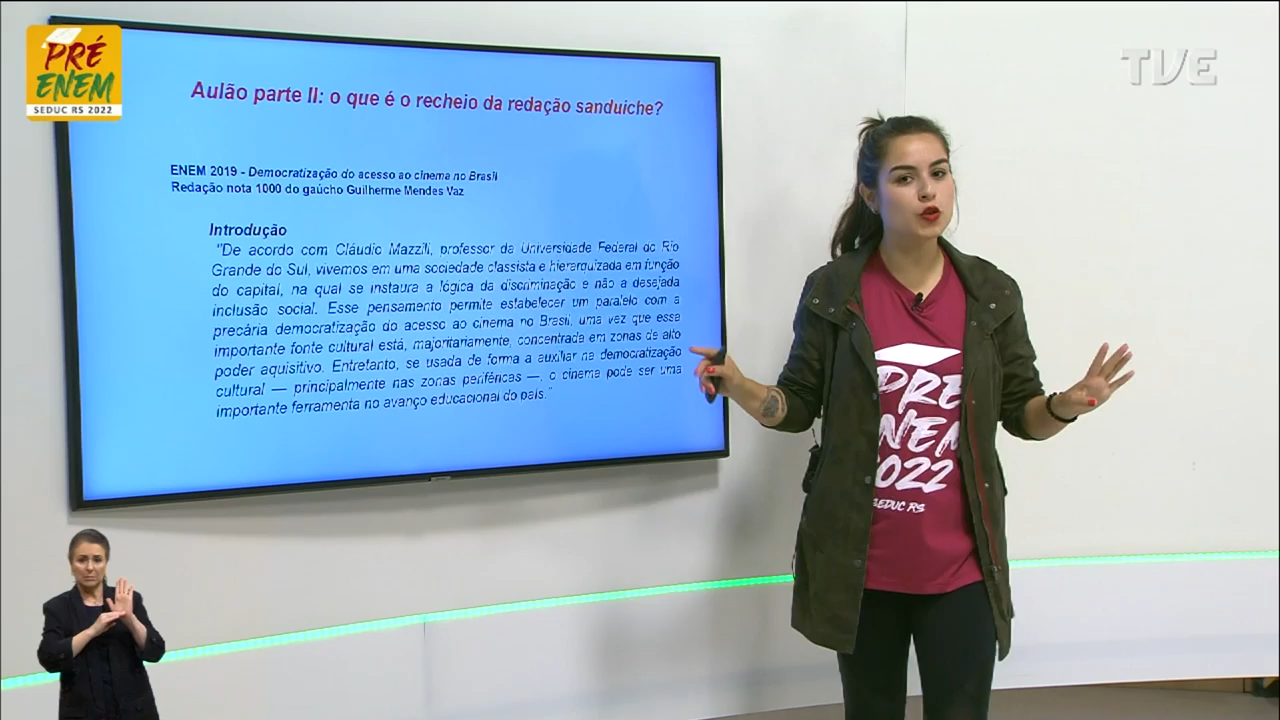 PRÉ
ENEM
SEDUC RS 2022
TVE
Aulão parte II: o que é o recheio da redação sanduiche?
ENEM 2019 - Democratização do acesso ao cinema no Brasil
Redação nota 1000 do gaúcho Guilherme Mendes Vaz
Introdução
"De acordo com Cláudio Mazzili, professor da Universidade Federal do Rio
Grande do Sul, vivemos em uma sociedade classista e hierarquizada em função
do capital, na qual se instaura a lógica da discriminação e não a desejada
inclusão social. Esse pensamento permite estabelecer um paralelo com a
precária democratização do acesso ao cinema no Brasil, uma vez que essa
importante fonte cultural está, majoritariamente, concentrada em zonas de alto
poder aquisitivo. Entretanto, se usada de forma a auxiliar na democratização
cultural — principalmente nas zonas periféricas —, o cinema pode ser uma
importante ferramenta no avanço educacional do país."
PRÉ
ENEM
2022
SEDUC RS